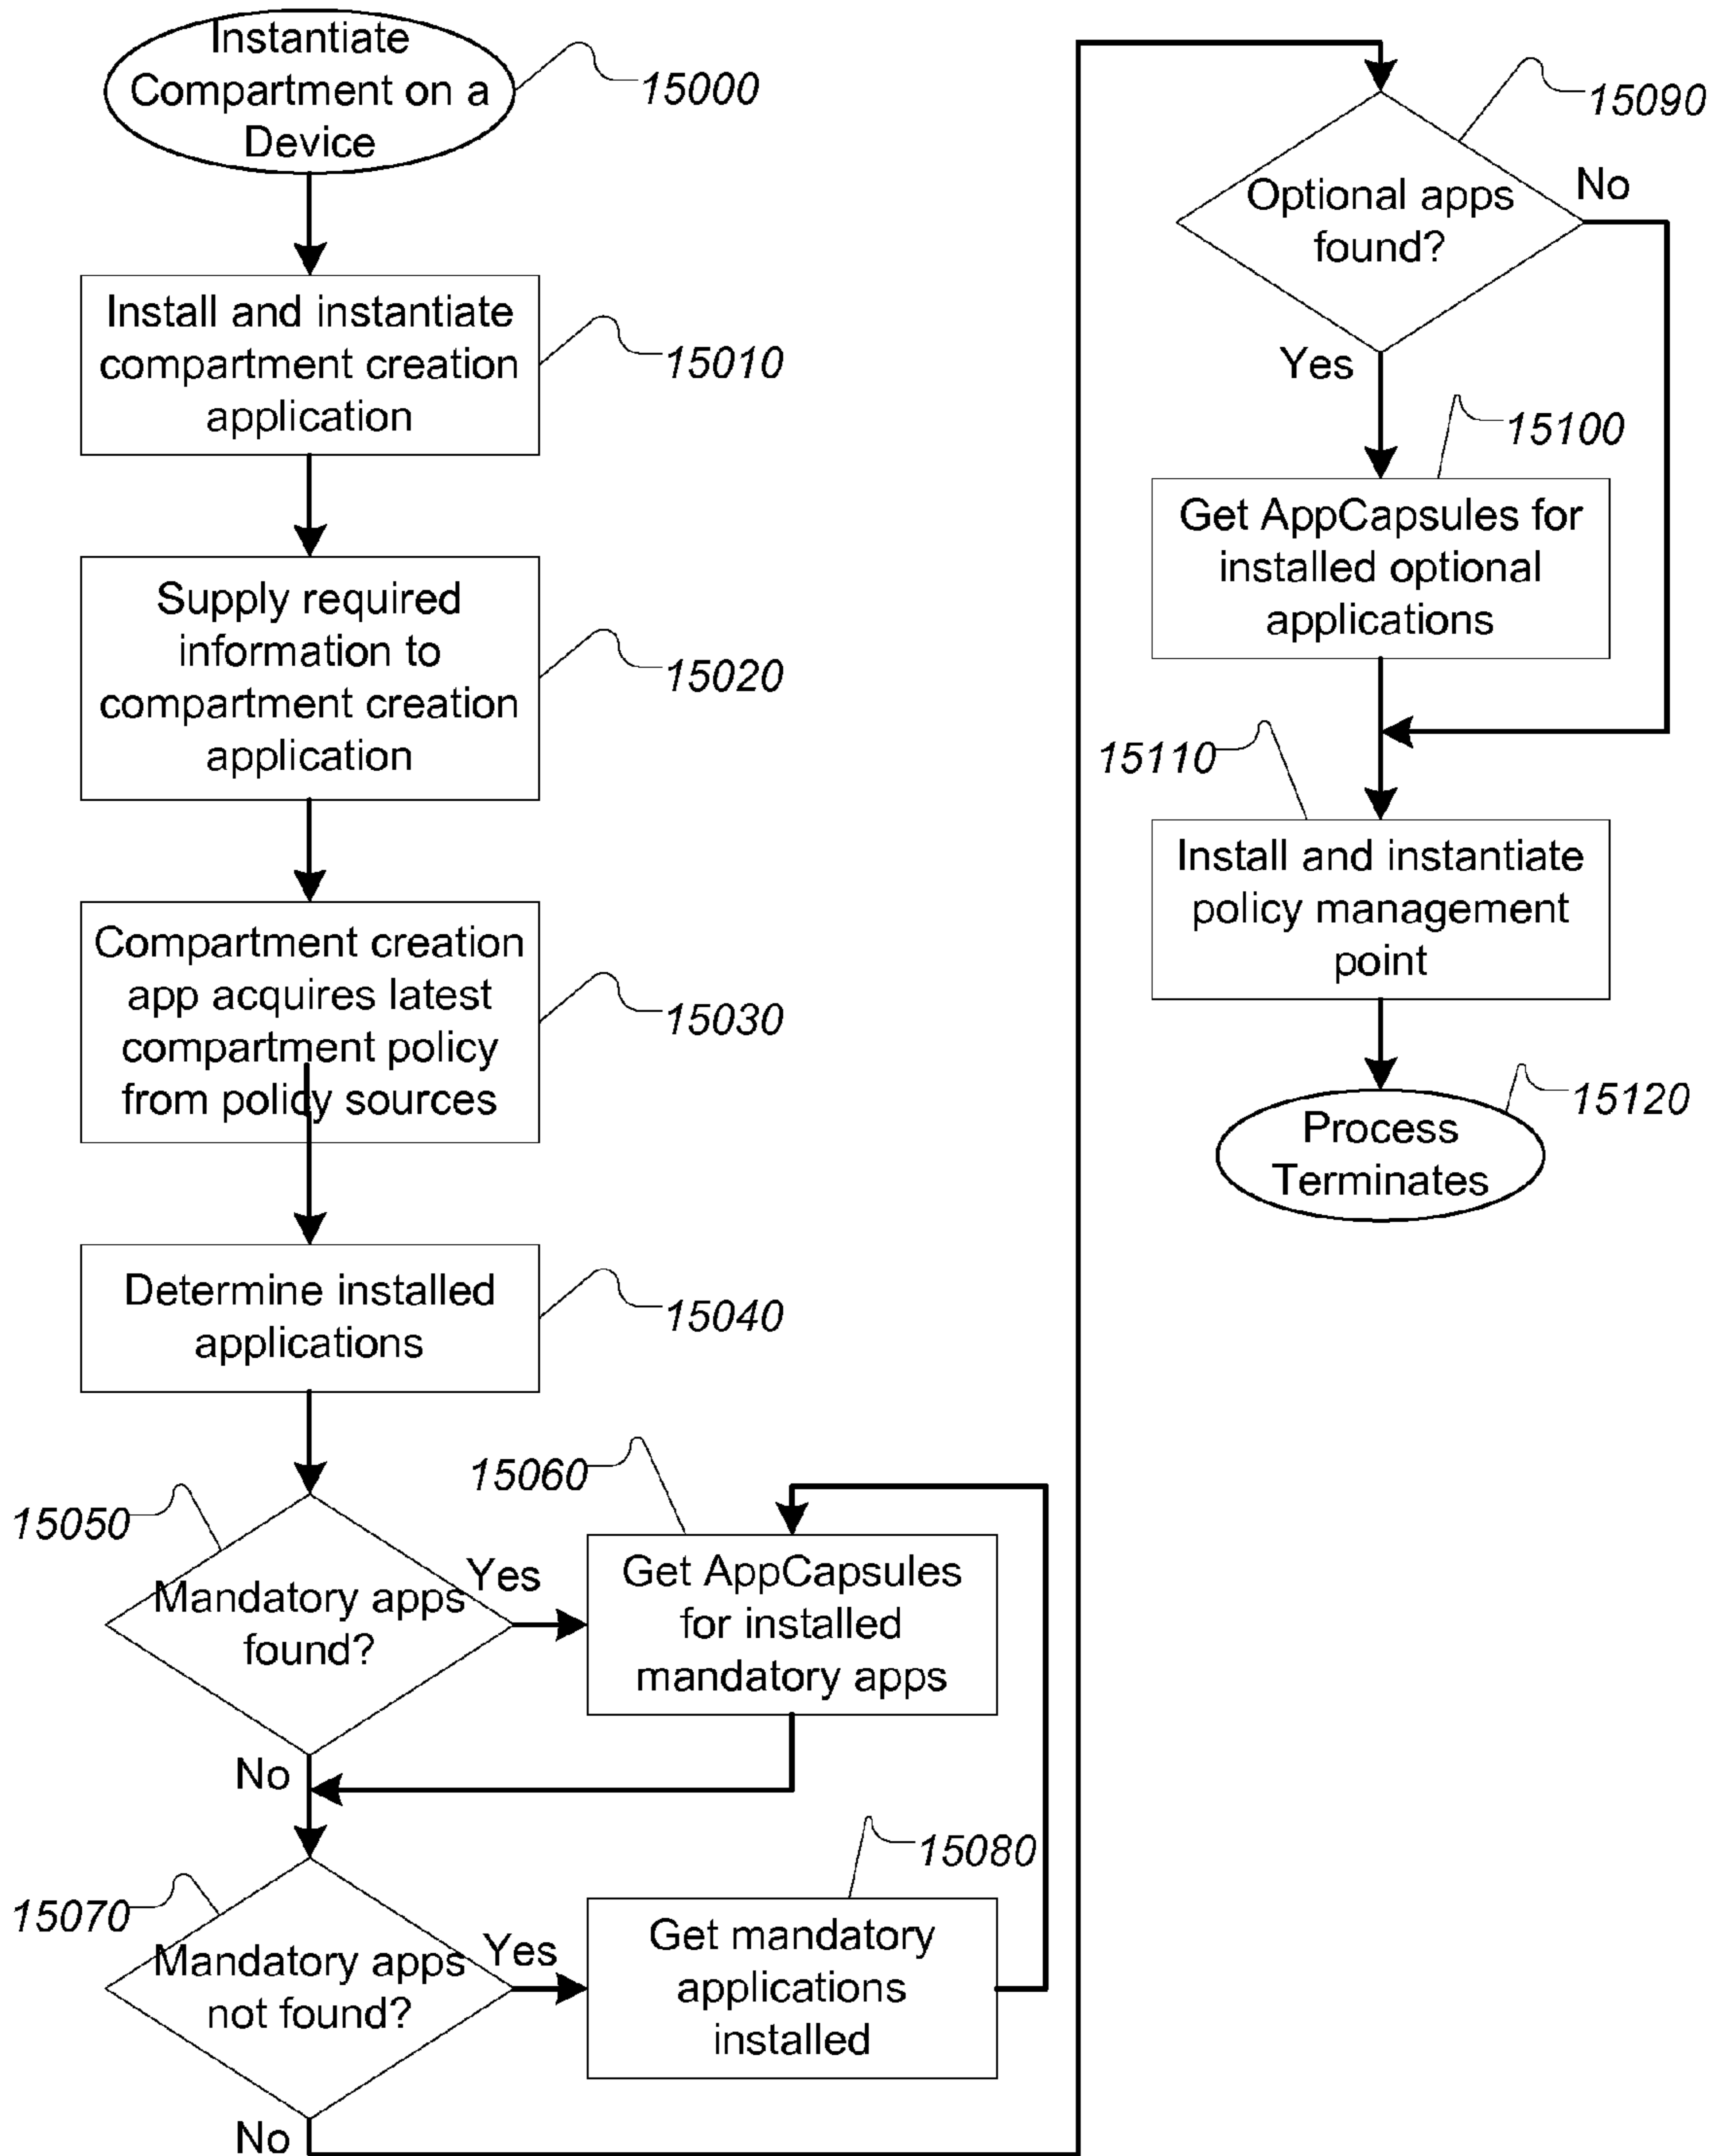 Instantiate
Compartment on a
Device
15000
Install and instantiate
compartment creation
application
15010
Supply required
information to
compartment creation
application
15020
Compartment creation
app acquires latest
compartment policy
from policy sources
15030
Determine installed
applications
15040
15050
Mandatory apps
found?
Yes
No
15060
Get AppCapsules
for installed
mandatory apps
15070
Mandatory apps
not found?
Yes
No
15080
Get mandatory
applications
installed
15090
Optional apps
found?
No
Yes
15100
Get AppCapsules for
installed optional
applications
15110
Install and instantiate
policy management
point
15120
Process
Terminates